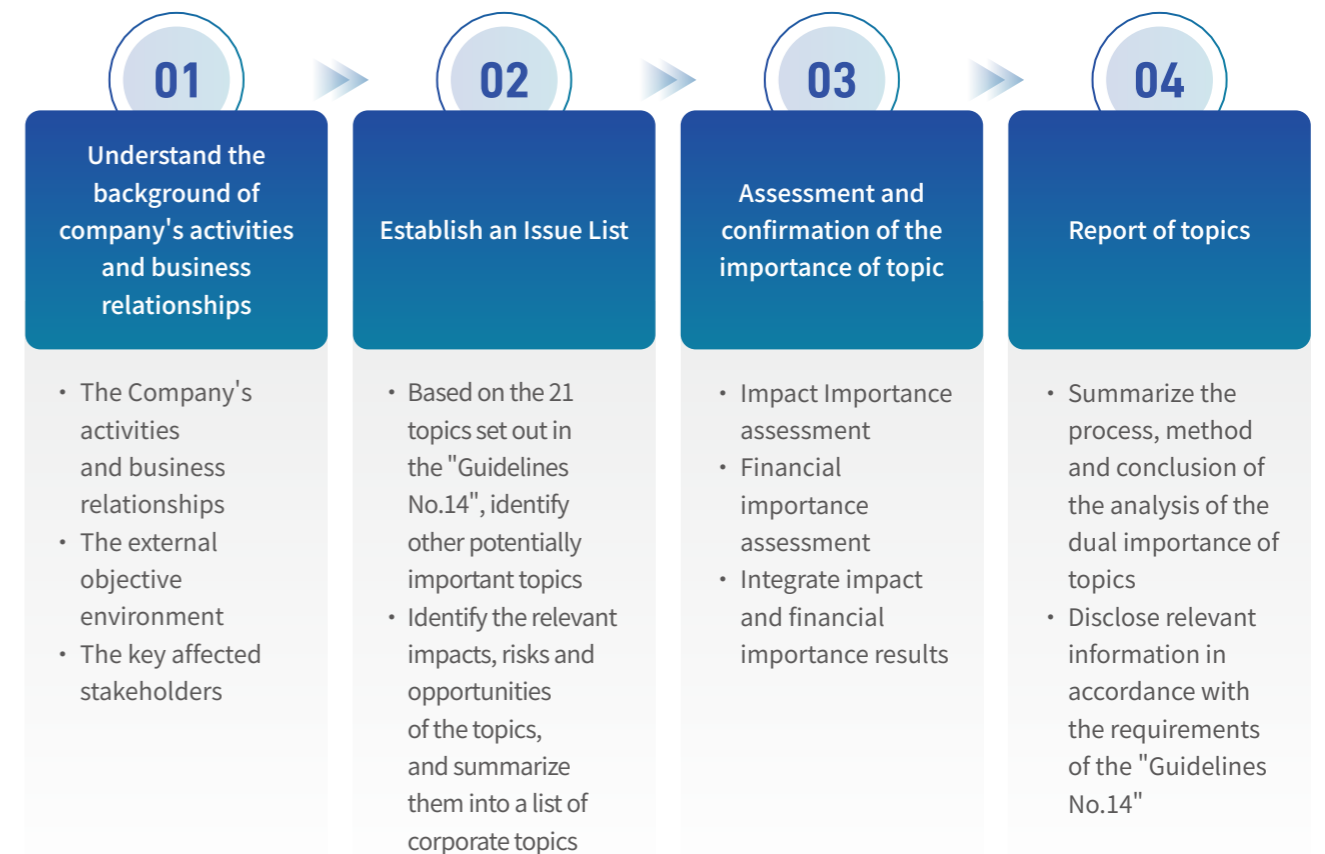 01
Understand the
background of
company's activities
and business
relationships
• The Company's
activities
and business
relationships
• The external
objective
environment
• The key affected
stakeholders
02
Establish an Issue List
• Based on the 21
topics set out in
the "Guidelines
No.14", identify
other potentially
important topics
• Identify the relevant
impacts, risks and
opportunities
of the topics,
and summarize
them into a list of
corporate topics
03
Assessment and
confirmation of the
importance of topic
• Impact Importance
assessment
• Financial
importance
assessment
• Integrate impact
and financial
importance results
04
Report of topics
• Summarize the
process, method
and conclusion of
the analysis of the
dual importance of
topics
• Disclose relevant
information in
accordance with
the requirements
of the "Guidelines
No.14"